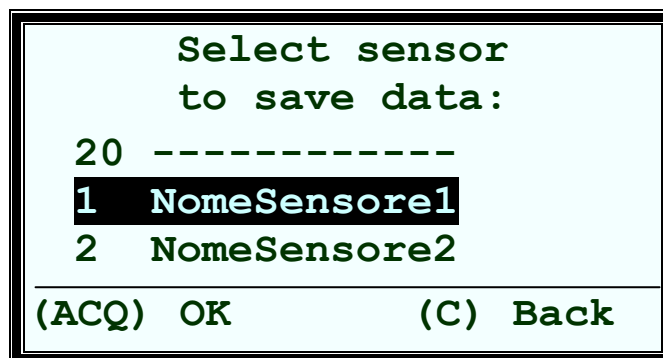 Select sensor
to save data:
20 ------------
1 NomeSensore1
2 NomeSensore2
(ACQ) OK (C) Back